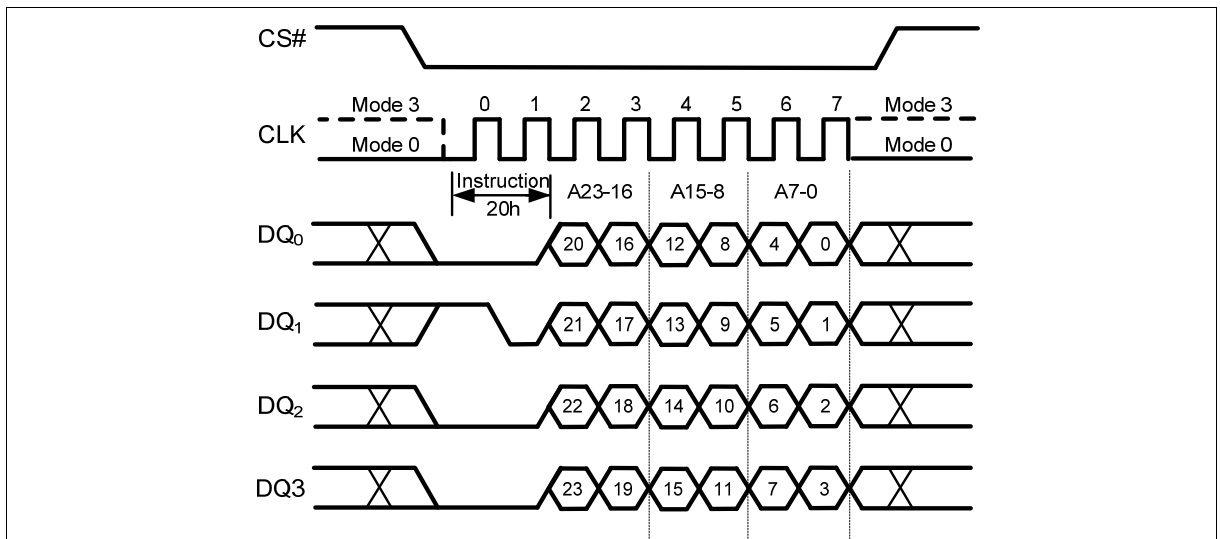 CS#
Mode 3 0 1 2 3 4 5 6 7 Mode 3
CLK
Mode 0 Mode 0
Instruction A23-16 A15-8 A7-0
20h
DQ0 20 16 12 8 4 0
DQ1 21 17 13 9 5 1
DQ2 22 18 14 10 6 2
DQ3 23 19 15 11 7 3